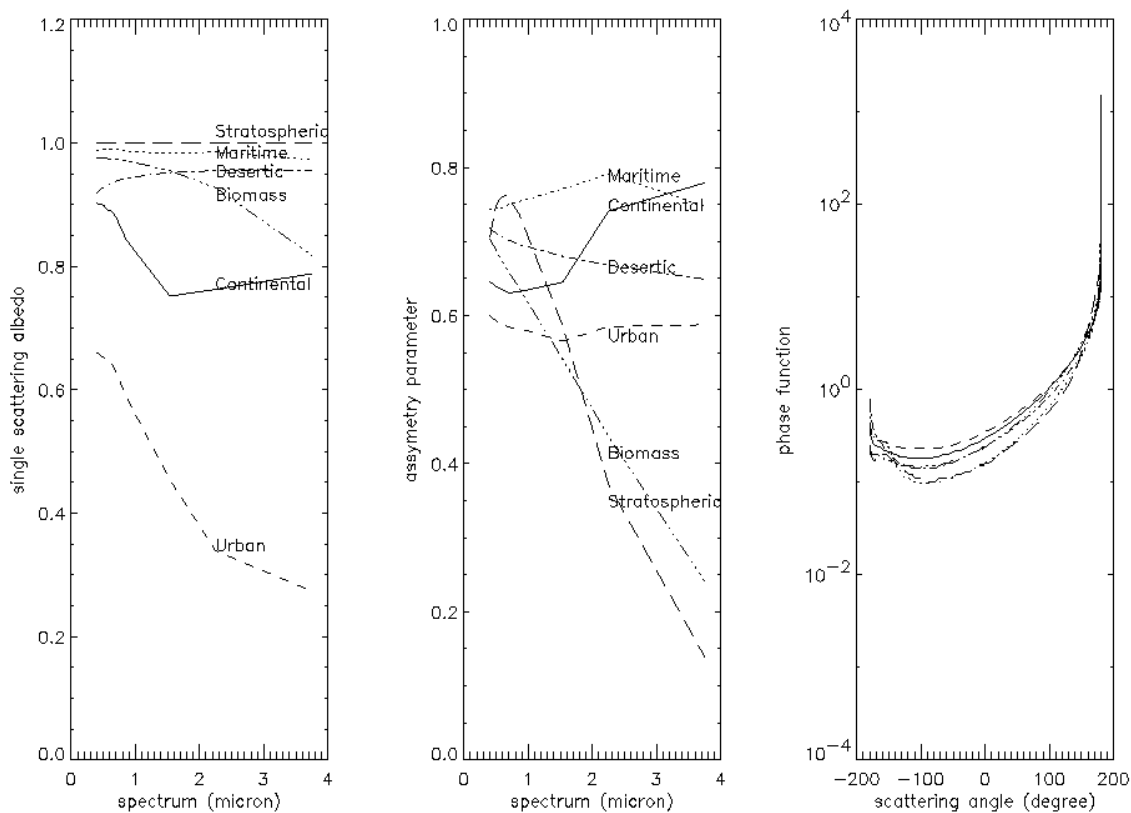 1.2
1.0
0.8
0.6
0.4
0.2
0.0
0
1
2
3
4
single scattering albedo
spectrum (micron)
Stratospheric
Maritime
Desertic
Biomass
Continental
Urban
1.0
0.8
0.6
0.4
0.2
0.0
0
1
2
3
4
assymetry parameter
spectrum (micron)
Maritime
Continental
Desertic
Urban
Biomass
Stratospheric
10^4
10^2
10^0
10^-2
10^-4
-200
-100
0
100
200
phase function
scattering angle (degree)